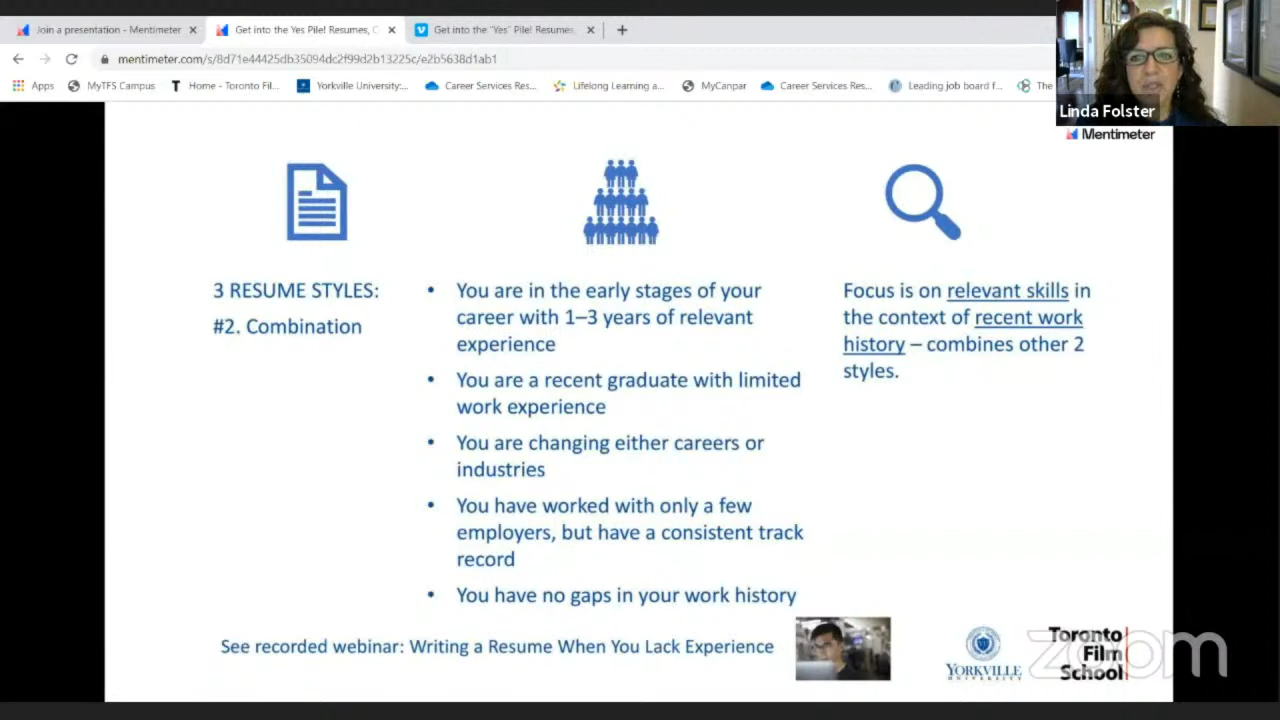 Join a presentation - Mentimeter
Get into the Yes Pile! Resumes, C
Get into the "Yes" Pile! Resumes,
mentimeter.com/s/8d71e44425db35094dc2f99d2b13225c/e2b5638d1ab1
Apps
MyTFS Campus
Home - Toronto Fil...
Yorkville University:...
Career Services Res...
Lifelong Learning a...
MyCanpar
Career Services Res...
Leading job board f...
The
Linda Folster
Mentimeter
3 RESUME STYLES:
#2. Combination
• You are in the early stages of your
career with 1–3 years of relevant
experience
• You are a recent graduate with limited
work experience
• You are changing either careers or
industries
• You have worked with only a few
employers, but have a consistent track
record
• You have no gaps in your work history
Focus is on relevant skills in
the context of recent work
history – combines other 2
styles.
See recorded webinar: Writing a Resume When You Lack Experience
YORKVILLE
UNIVERSITY
Toronto
Film
School
zoom